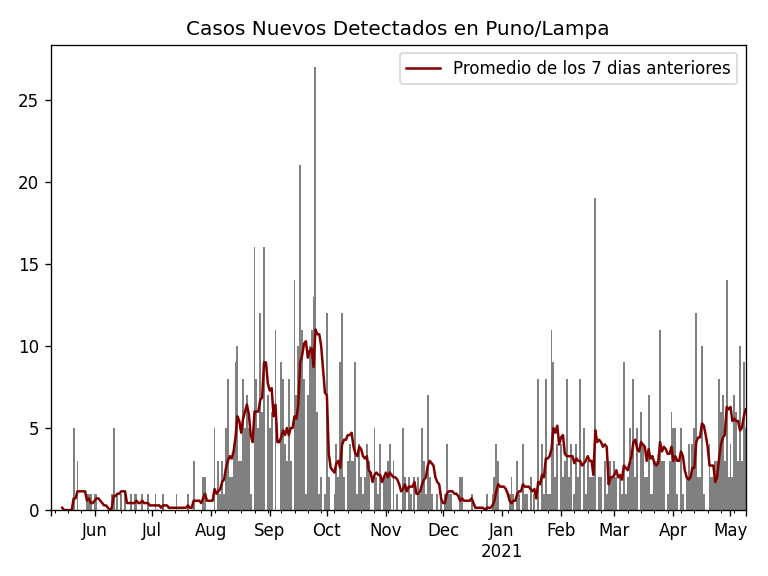 Casos Nuevos Detectados en Puno/Lampa
Promedio de los 7 dias anteriores
25
20
15
10
5
0
Jun Jul Aug Sep Oct Nov Dec Jan Feb Mar Apr May
2021